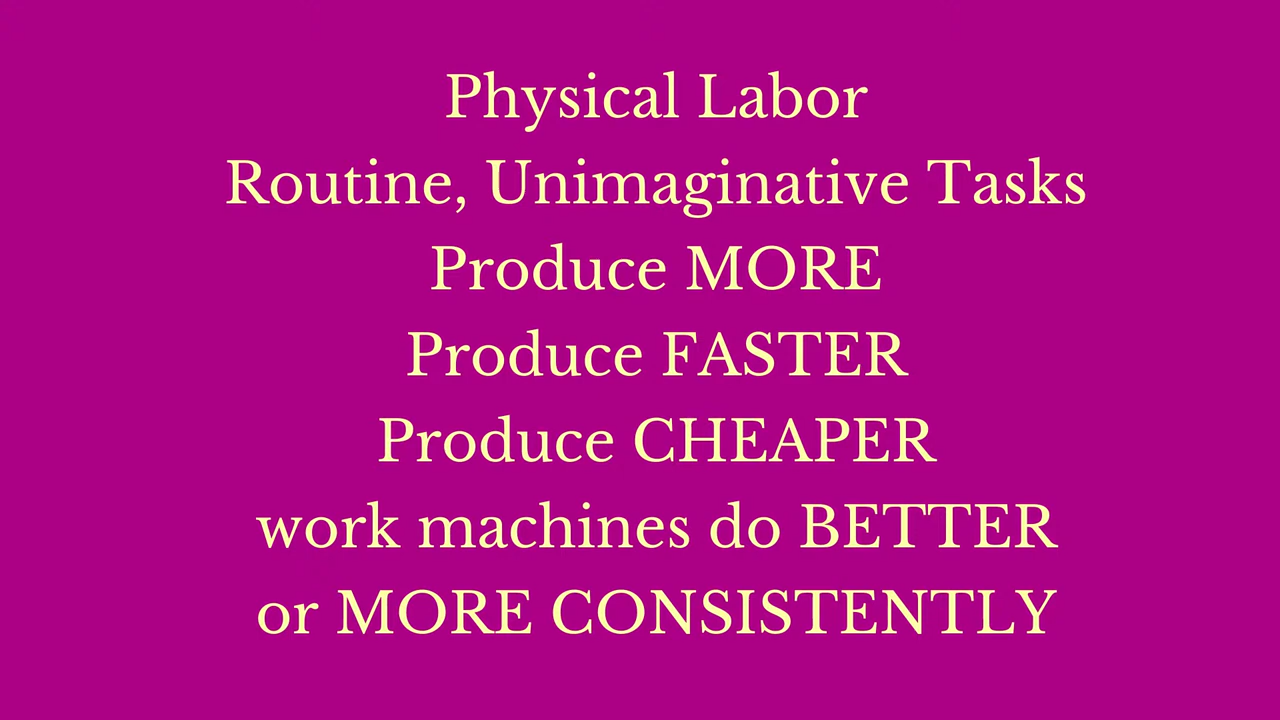 Physical Labor
Routine, Unimaginative Tasks
Produce MORE
Produce FASTER
Produce CHEAPER
work machines do BETTER
or MORE CONSISTENTLY